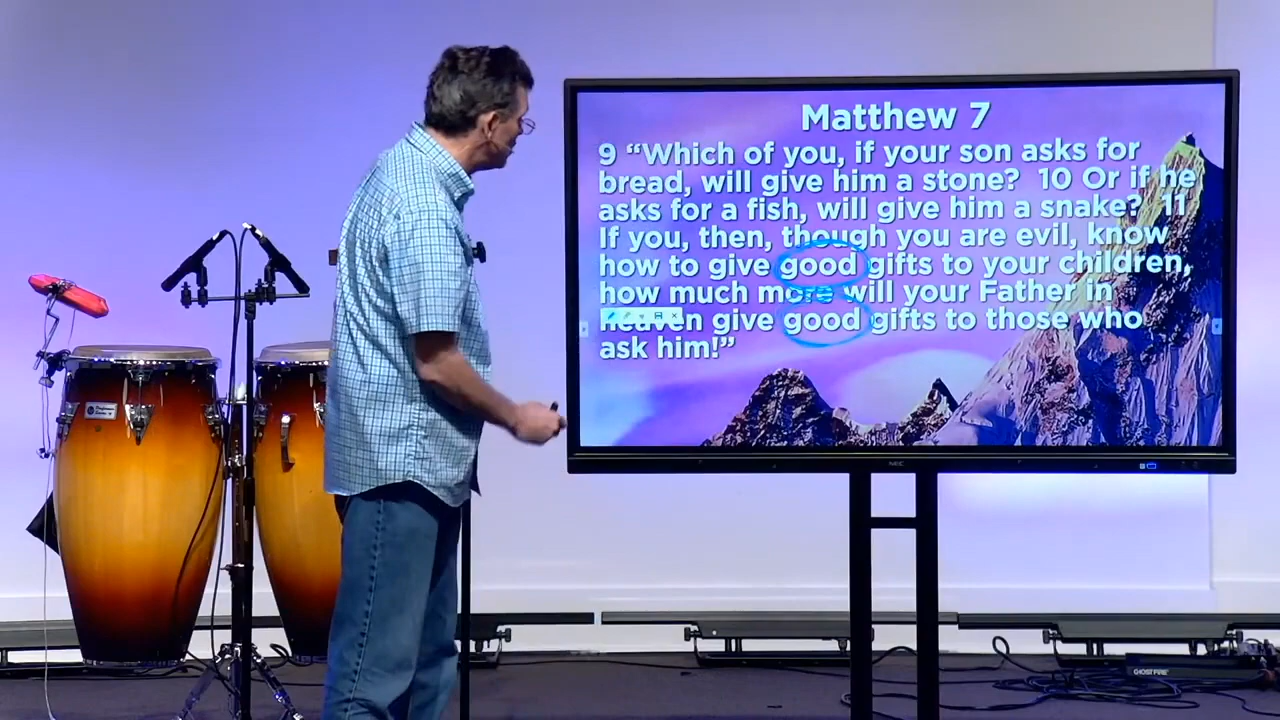 Matthew 7
9 “Which of you, if your son asks for
bread, will give him a stone? 10 Or if he
asks for a fish, will give him a snake? 11
If you, then, though you are evil, know
how to give good gifts to your children,
how much more will your Father in
heaven give good gifts to those who
ask him!”
NEC
GHOST FIRE